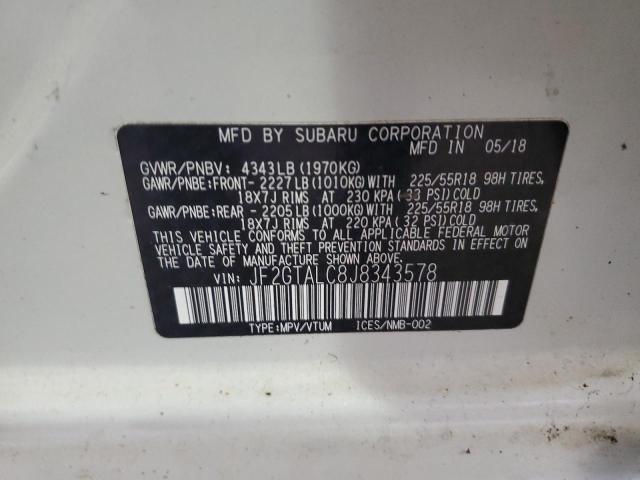 MFD BY SUBARU CORPORATION
MFD IN 05/18
GVWR/PNBV: 4343LB(1970KG)
GAWR/PNBE:FRONT- 2227LB(1010KG)WITH 225/55R18 98H TIRES,
18X7J RIMS AT 230 KPA(33 PSI)COLD
GAWR/PNBE:REAR - 2205LB(1000KG)WITH 225/55R18 98H TIRES,
18X7J RIMS AT 220 KPA(32 PSI)COLD
THIS VEHICLE CONFORMS TO ALL APPLICABLE FEDERAL MOTOR
VEHICLE SAFETY AND THEFT PREVENTION STANDARDS IN EFFECT ON
THE DATE OF MANUFACTURE SHOWN ABOVE.
VIN: JF2GTALC8J8343578
TYPE:MPV/VTUM ICES/NMB-002